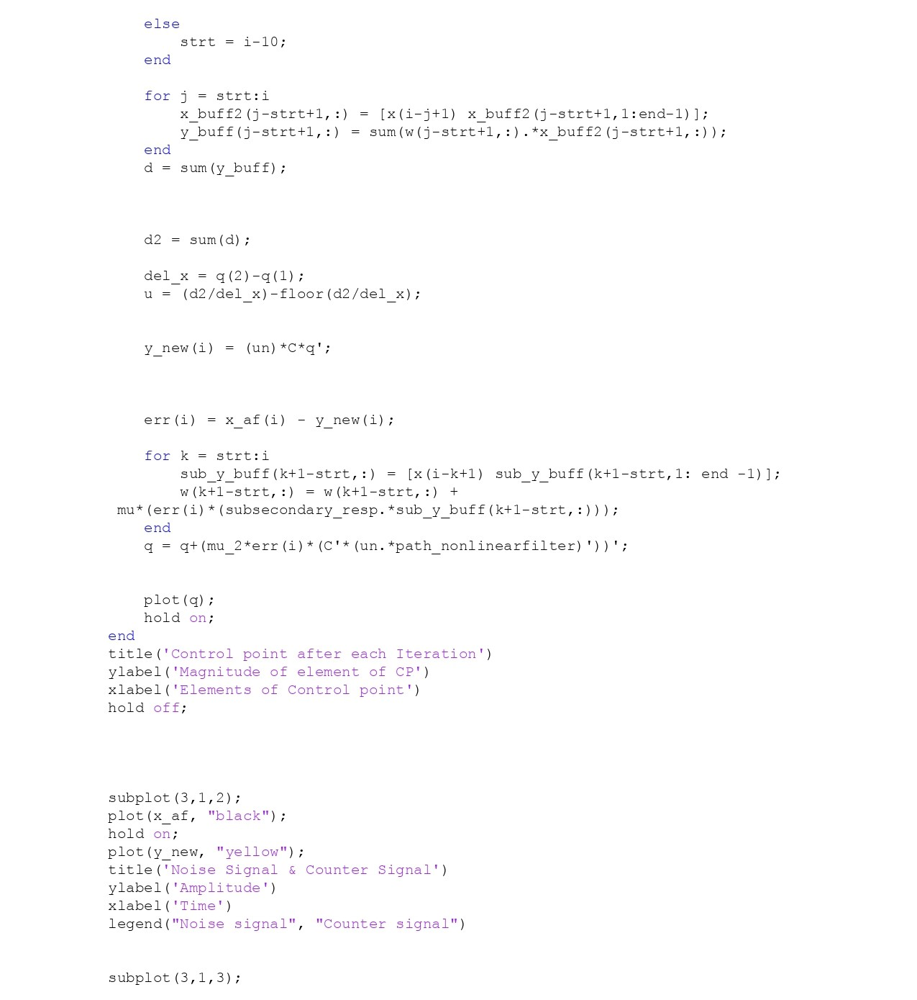 else
strt = i-10;
end
for j = strt:i
x_buff2(j-strt+1,:) = [x(i-j+1) x_buff2(j-strt+1,1:end-1)];
y_buff(j-strt+1,:) = sum(w(j-strt+1,:).*x_buff2(j-strt+1,:));
end
d = sum(y_buff);
d2 = sum(d);
del_x = q(2)-q(1);
u = (d2/del_x)-floor(d2/del_x);
y_new(i) = (un)*C*q';
err(i) = x_af(i) - y_new(i);
for k = strt:i
sub_y_buff(k+1-strt,:) = [x(i-k+1) sub_y_buff(k+1-strt,1: end -1)];
w(k+1-strt,:) = w(k+1-strt,:) +
mu*(err(i)*(subsecondary_resp.*sub_y_buff(k+1-strt,:)));
end
q = q+(mu_2*err(i)*(C'*(un.*path_nonlinearfilter)'))';
plot(q);
hold on;
end
title('Control point after each Iteration')
ylabel('Magnitude of element of CP')
xlabel('Elements of Control point')
hold off;
subplot(3,1,2);
plot(x_af, "black");
hold on;
plot(y_new, "yellow");
title('Noise Signal & Counter Signal')
ylabel('Amplitude')
xlabel('Time')
legend("Noise signal", "Counter signal")
subplot(3,1,3);